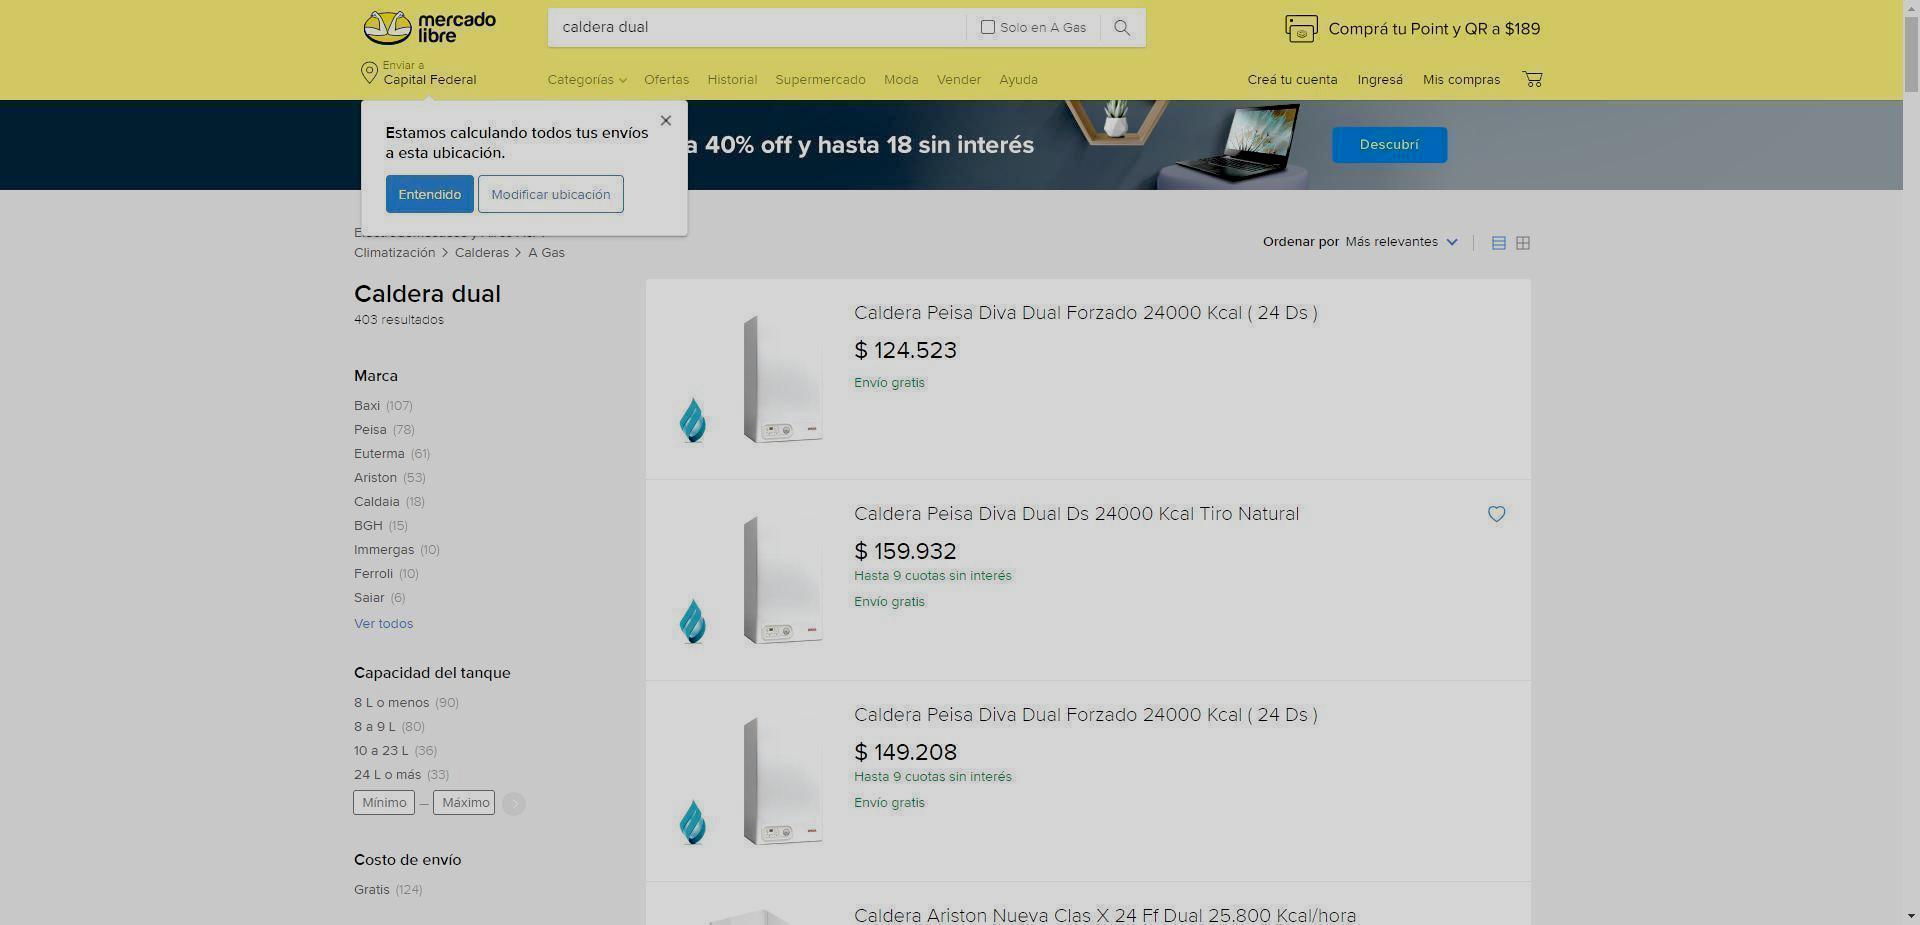 mercado
libre
caldera dual
Solo en A Gas
Comprá tu Point y QR a $189
Enviar a
Capital Federal
Categorías
Ofertas
Historial
Supermercado
Moda
Vender
Ayuda
Creá tu cuenta
Ingresá
Mis compras
Estamos calculando todos tus envíos
a esta ubicación.
Entendido
Modificar ubicación
a 40% off y hasta 18 sin interés
Descubrí
Climatización > Calderas > A Gas
Ordenar por Más relevantes
Caldera dual
403 resultados
Marca
Baxi (107)
Peisa (78)
Euterma (61)
Ariston (53)
Caldaia (18)
BGH (15)
Immergas (10)
Ferroli (10)
Saiar (6)
Ver todos
Capacidad del tanque
8 L o menos (90)
8 a 9 L (80)
10 a 23 L (36)
24 L o más (33)
Mínimo — Máximo
Costo de envío
Gratis (124)
Caldera Peisa Diva Dual Forzado 24000 Kcal ( 24 Ds )
$ 124.523
Envío gratis
Caldera Peisa Diva Dual Ds 24000 Kcal Tiro Natural
$ 159.932
Hasta 9 cuotas sin interés
Envío gratis
Caldera Peisa Diva Dual Forzado 24000 Kcal ( 24 Ds )
$ 149.208
Hasta 9 cuotas sin interés
Envío gratis
Caldera Ariston Nueva Clas X 24 Ff Dual 25.800 Kcal/hora